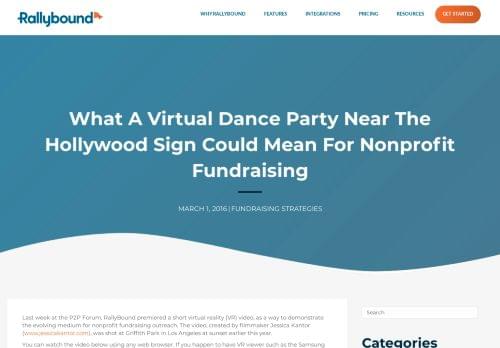 Rallybound
WHY RALLYBOUND
FEATURES
INTEGRATIONS
PRICING
RESOURCES
GET STARTED
What A Virtual Dance Party Near The
Hollywood Sign Could Mean For Nonprofit
Fundraising
MARCH 1, 2016 | FUNDRAISING STRATEGIES
Last week at the P2P Forum, RallyBound premiered a short virtual reality (VR) video, as a way to demonstrate
the evolving medium for nonprofit fundraising outreach. The video, created by filmmaker Jessica Kantor
(www.jessicakantor.com), was shot at Griffith Park in Los Angeles at sunset earlier this year.
You can watch the video below using any web browser. If you happen to have VR viewer such as the Samsung
Search
Categories